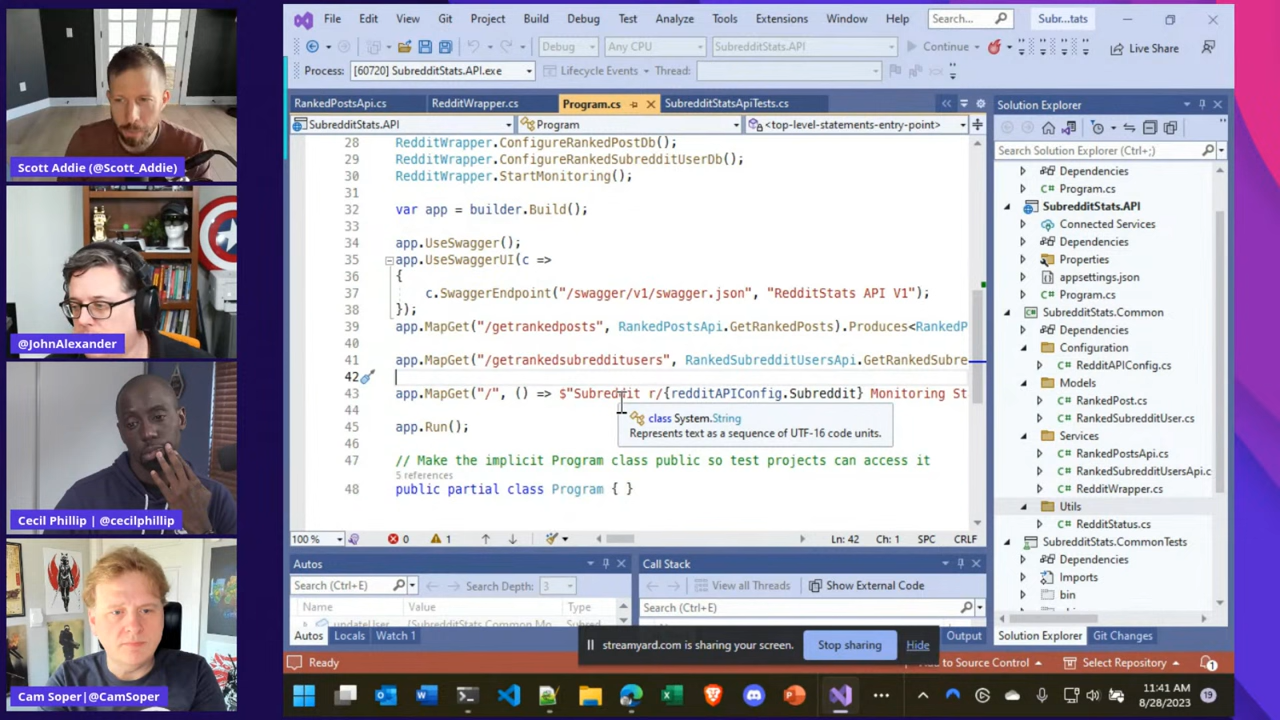 Scott Addie (@Scott_Addie)
@JohnAlexander
Cecil Phillip | @cecilphillip
Cam Soper|@CamSoper
File Edit View Git Project Build Debug Test Analyze Tools Extensions Window Help Search... Subr...tats
Debug Any CPU SubredditStats.API Continue Live Share
Process: [60720] SubredditStats.API.exe Lifecycle Events Thread:
RankedPostsApi.cs RedditWrapper.cs Program.cs SubredditStatsApiTests.cs
SubredditStats.API Program <top-level-statements-entry-point>
28 RedditWrapper.ConfigureRankedPostDb();
29 RedditWrapper.ConfigureRankedSubredditUserDb();
30 RedditWrapper.StartMonitoring();
31
32 var app = builder.Build();
33
34 app.UseSwagger();
35 app.UseSwaggerUI(c =>
36 {
37 c.SwaggerEndpoint("/swagger/v1/swagger.json", "RedditStats API V1");
38 });
39 app.MapGet("/getrankedposts", RankedPostsApi.GetRankedPosts).Produces<RankedP
40
41 app.MapGet("/getrankedsubredditusers", RankedSubredditUsersApi.GetRankedSubre
42
43 app.MapGet("/", () => $"Subreddit r/{redditAPIConfig.Subreddit} Monitoring St
class System.String
Represents text as a sequence of UTF-16 code units.
44
45 app.Run();
46
47 // Make the implicit Program class public so test projects can access it
5 references
48 public partial class Program { }
100 % 0 1 Ln: 42 Ch: 1 SPC CRLF
Autos
Search (Ctrl+E) Search Depth: 3
Name Value Type
Autos Locals Watch 1
Call Stack
View all Threads Show External Code
Search (Ctrl+E)
Output
Solution Explorer
Search Solution Explorer (Ctrl+;)
Dependencies
C# Program.cs
SubredditStats.API
Connected Services
Dependencies
Properties
appsettings.json
C# Program.cs
SubredditStats.Common
Dependencies
Configuration
C# RedditAPIConfig.cs
Models
C# RankedPost.cs
C# RankedSubredditUser.cs
Services
C# RankedPostsApi.cs
C# RankedSubredditUsersApi.c
C# RedditWrapper.cs
Utils
C# RedditStatus.cs
SubredditStats.CommonTests
Dependencies
Imports
bin
Solution Explorer Git Changes
streamyard.com is sharing your screen. Stop sharing Hide
Ready to Source Control Select Repository 1
11:41 AM
8/28/2023
19